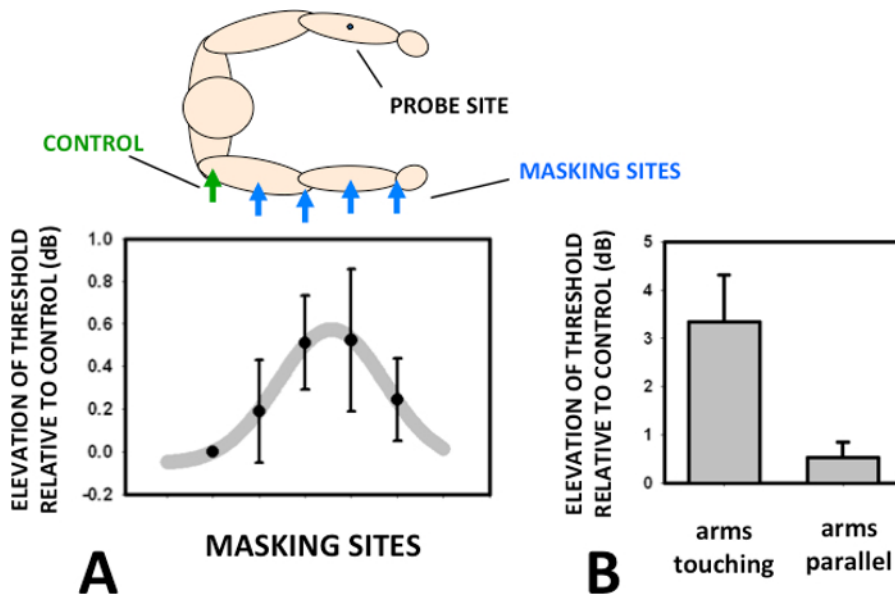 PROBE SITE
CONTROL
MASKING SITES
ELEVATION OF THRESHOLD
RELATIVE TO CONTROL (dB)
1.0
0.8
0.6
0.4
0.2
0.0
-0.2
MASKING SITES
A
ELEVATION OF THRESHOLD
RELATIVE TO CONTROL (dB)
5
4
3
2
1
0
arms
touching
arms
parallel
B